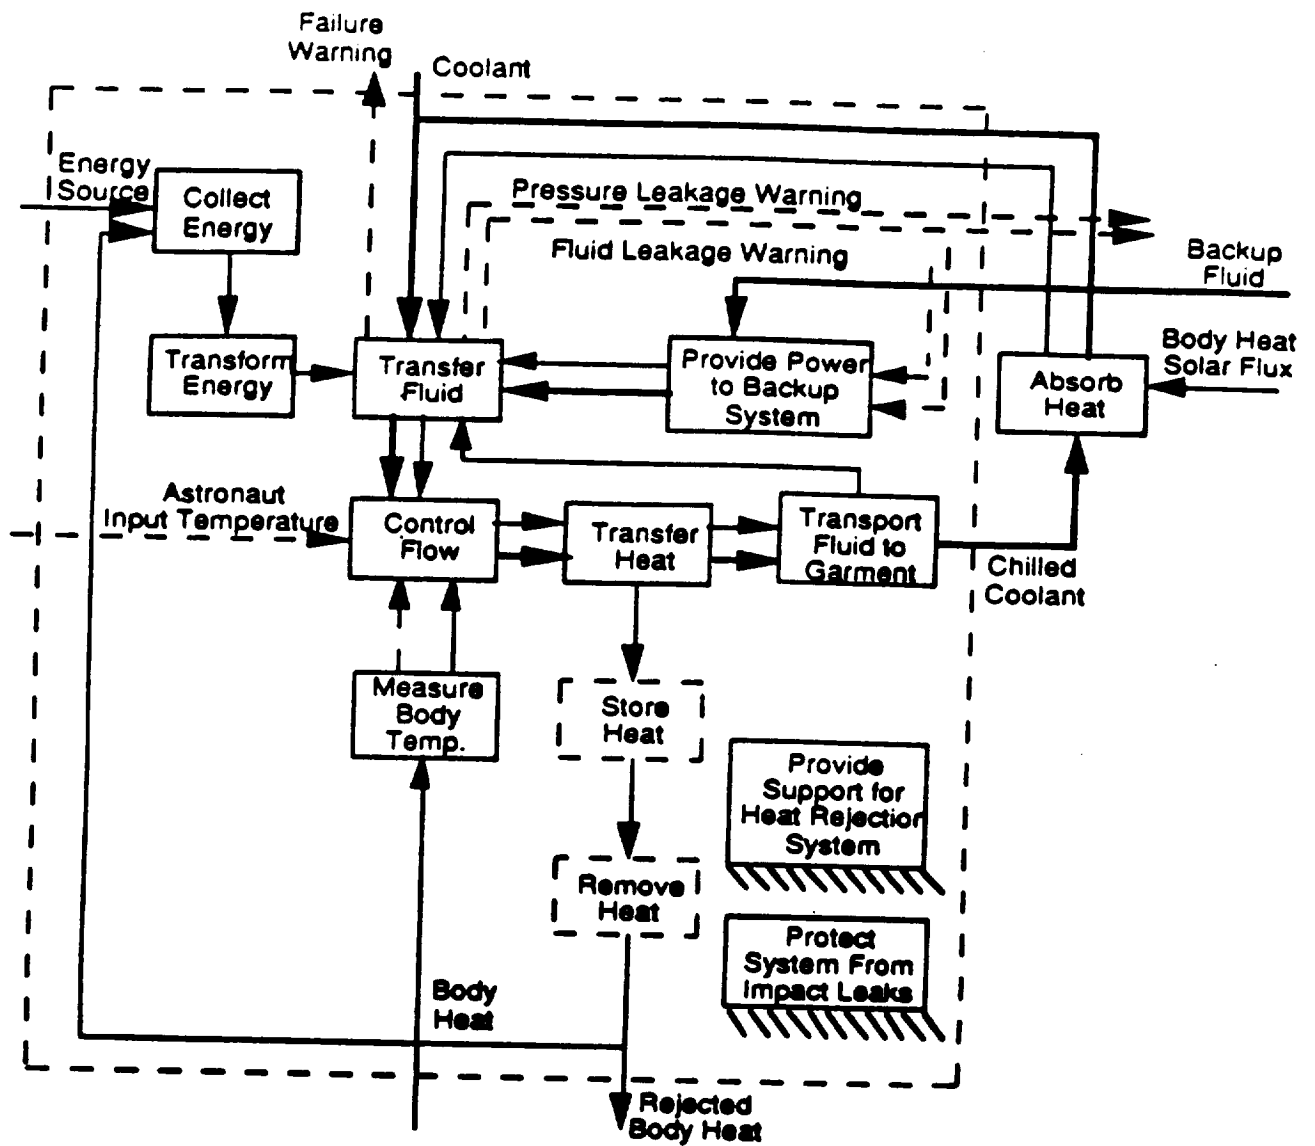 Failure
Warning
Coolant
Energy
Source
Collect
Energy
Pressure Leakage Warning
Fluid Leakage Warning
Backup
Fluid
Transform
Energy
Transfer
Fluid
Provide Power
to Backup
System
Absorb
Heat
Body Heat
Solar Flux
Astronaut
Input Temperature
Control
Flow
Transfer
Heat
Transport
Fluid to
Garment
Chilled
Coolant
Measure
Body
Temp.
Store
Heat
Provide
Support for
Heat Rejection
System
Remove
Heat
Protect
System From
Impact Leaks
Body
Heat
Rejected
Body Heat